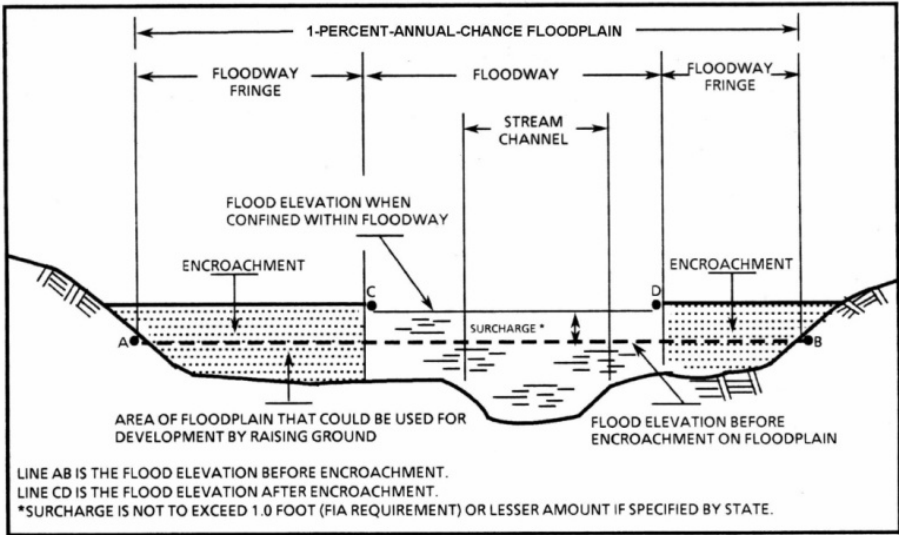 1-PERCENT-ANNUAL-CHANCE FLOODPLAIN
FLOODWAY
FRINGE
FLOODWAY
FLOODWAY
FRINGE
STREAM
CHANNEL
FLOOD ELEVATION WHEN
CONFINED WITHIN FLOODWAY
ENCROACHMENT
ENCROACHMENT
C
D
SURCHARGE *
A
B
AREA OF FLOODPLAIN THAT COULD BE USED FOR
DEVELOPMENT BY RAISING GROUND
FLOOD ELEVATION BEFORE
ENCROACHMENT ON FLOODPLAIN
LINE AB IS THE FLOOD ELEVATION BEFORE ENCROACHMENT.
LINE CD IS THE FLOOD ELEVATION AFTER ENCROACHMENT.
*SURCHARGE IS NOT TO EXCEED 1.0 FOOT (FIA REQUIREMENT) OR LESSER AMOUNT IF SPECIFIED BY STATE.